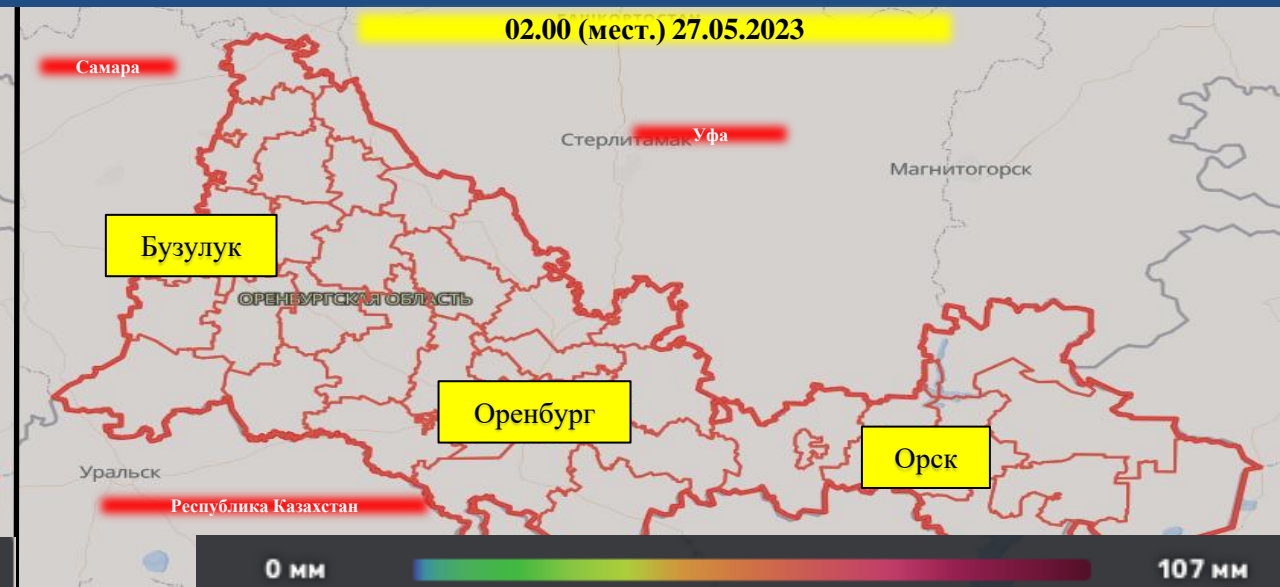 БАШКОРТОСТАН
02.00 (мест.) 27.05.2023
Самара
Стерлитамак
Уфа
Магнитогорск
Бузулук
ОРЕНБУРГСКАЯ ОБЛАСТЬ
Оренбург
Орск
Уральск
Республика Казахстан
0 мм
107 мм